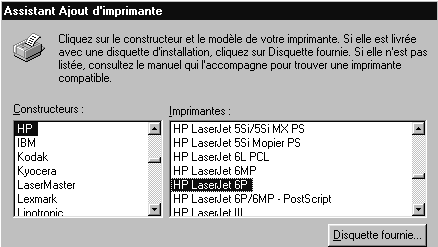 Assistant Ajout d'imprimante
Cliquez sur le constructeur et le modèle de votre imprimante. Si elle est livrée
avec une disquette d'installation, cliquez sur Disquette fournie. Si elle n'est pas
listée, consultez le manuel qui l'accompagne pour trouver une imprimante
compatible.
Constructeurs :
HP
IBM
Kodak
Kyocera
LaserMaster
Lexmark
Linotronic
Imprimantes :
HP LaserJet 5Si/5Si MX PS
HP LaserJet 5Si Mopier PS
HP LaserJet 6L PCL
HP LaserJet 6MP
HP LaserJet 6P
HP LaserJet 6P/6MP - PostScript
HP LaserJet III
Disquette fournie...